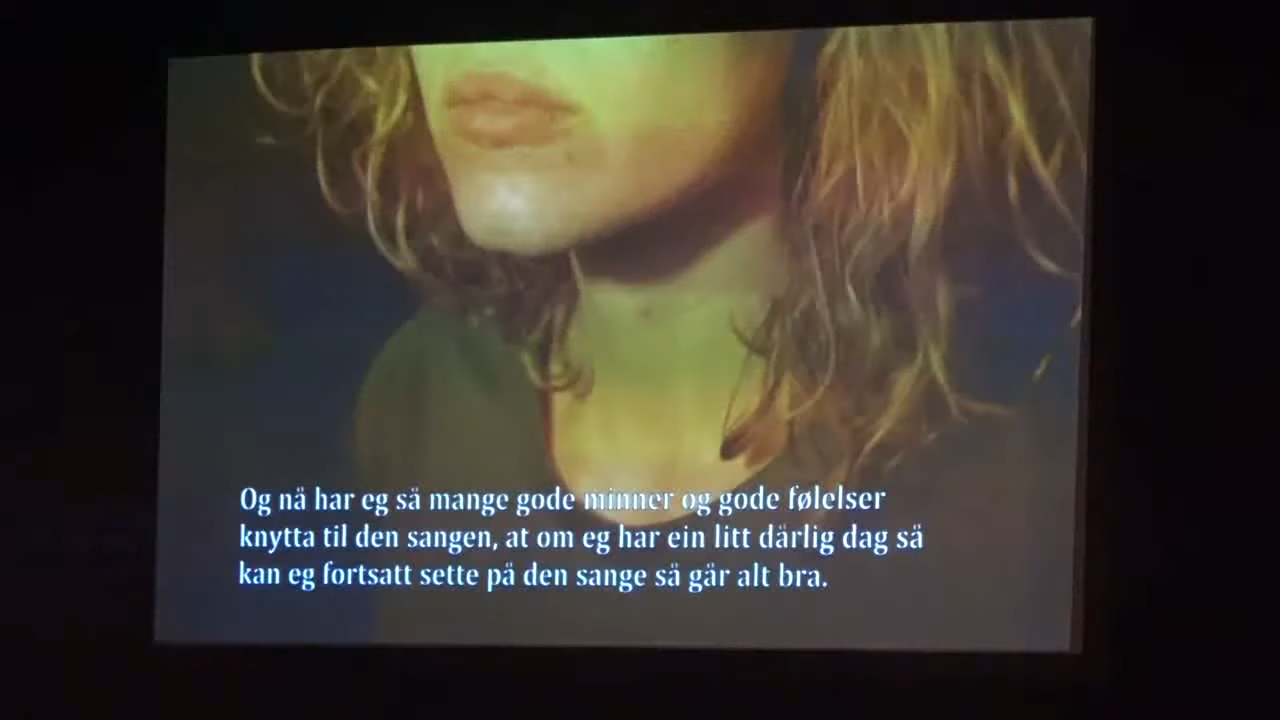 Og nå har eg så mange gode minner og gode følelser
knytta til den sangen, at om eg har ein litt dårlig dag så
kan eg fortsatt sette på den sange så går alt bra.